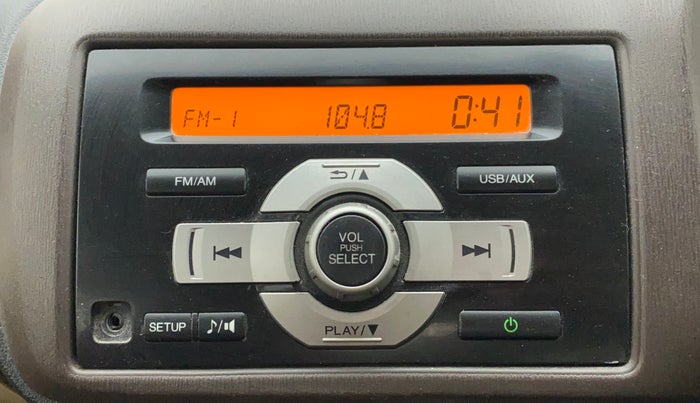 FM-1 104.8 0:41
FM/AM
USB/AUX
VOL
PUSH
SELECT
SETUP
PLAY/